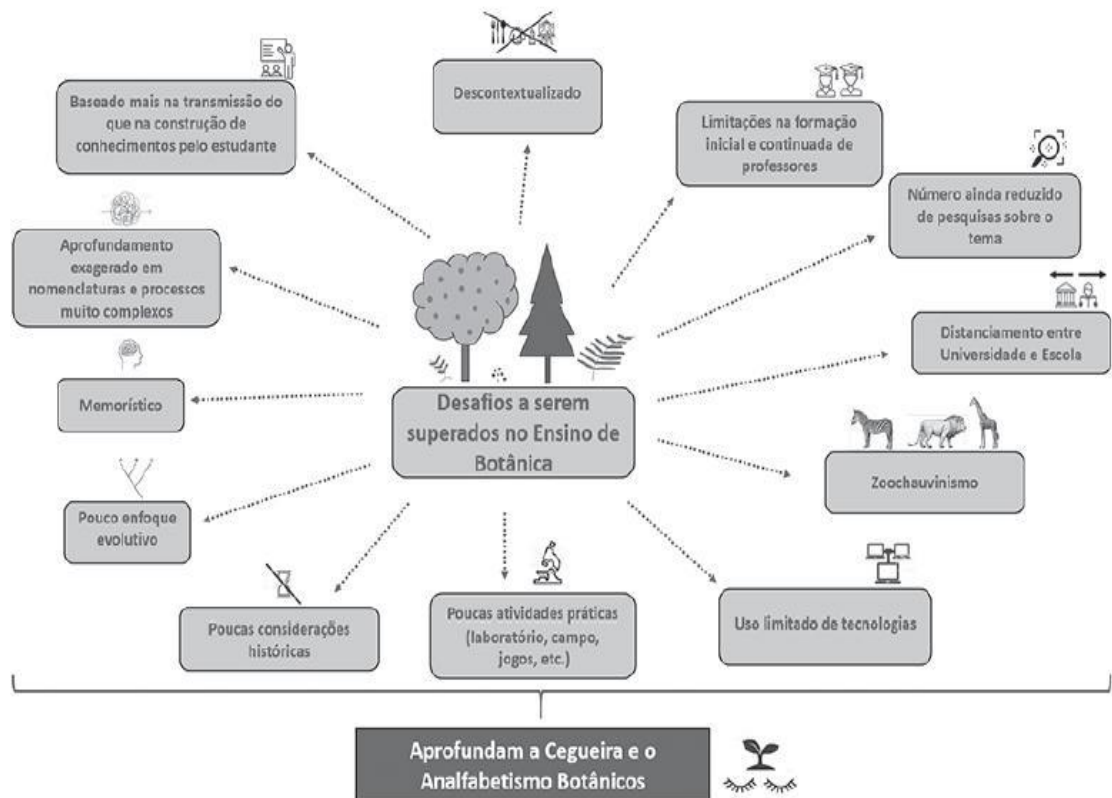 Baseado mais na transmissão do
que na construção de
conhecimentos pelo estudante
Descontextualizado
Limitações na formação
inicial e continuada de
professores
Número ainda reduzido
de pesquisas sobre o
tema
Aprofundamento
exagerado em
nomenclaturas e processos
muito complexos
Distanciamento entre
Universidade e Escola
Memorístico
Desafios a serem
superados no Ensino de
Botânica
Zoochauvinismo
Pouco enfoque
evolutivo
Poucas considerações
históricas
Poucas atividades práticas
(laboratório, campo,
jogos, etc.)
Uso limitado de tecnologias
Aprofundam a Cegueira e o
Analfabetismo Botânicos